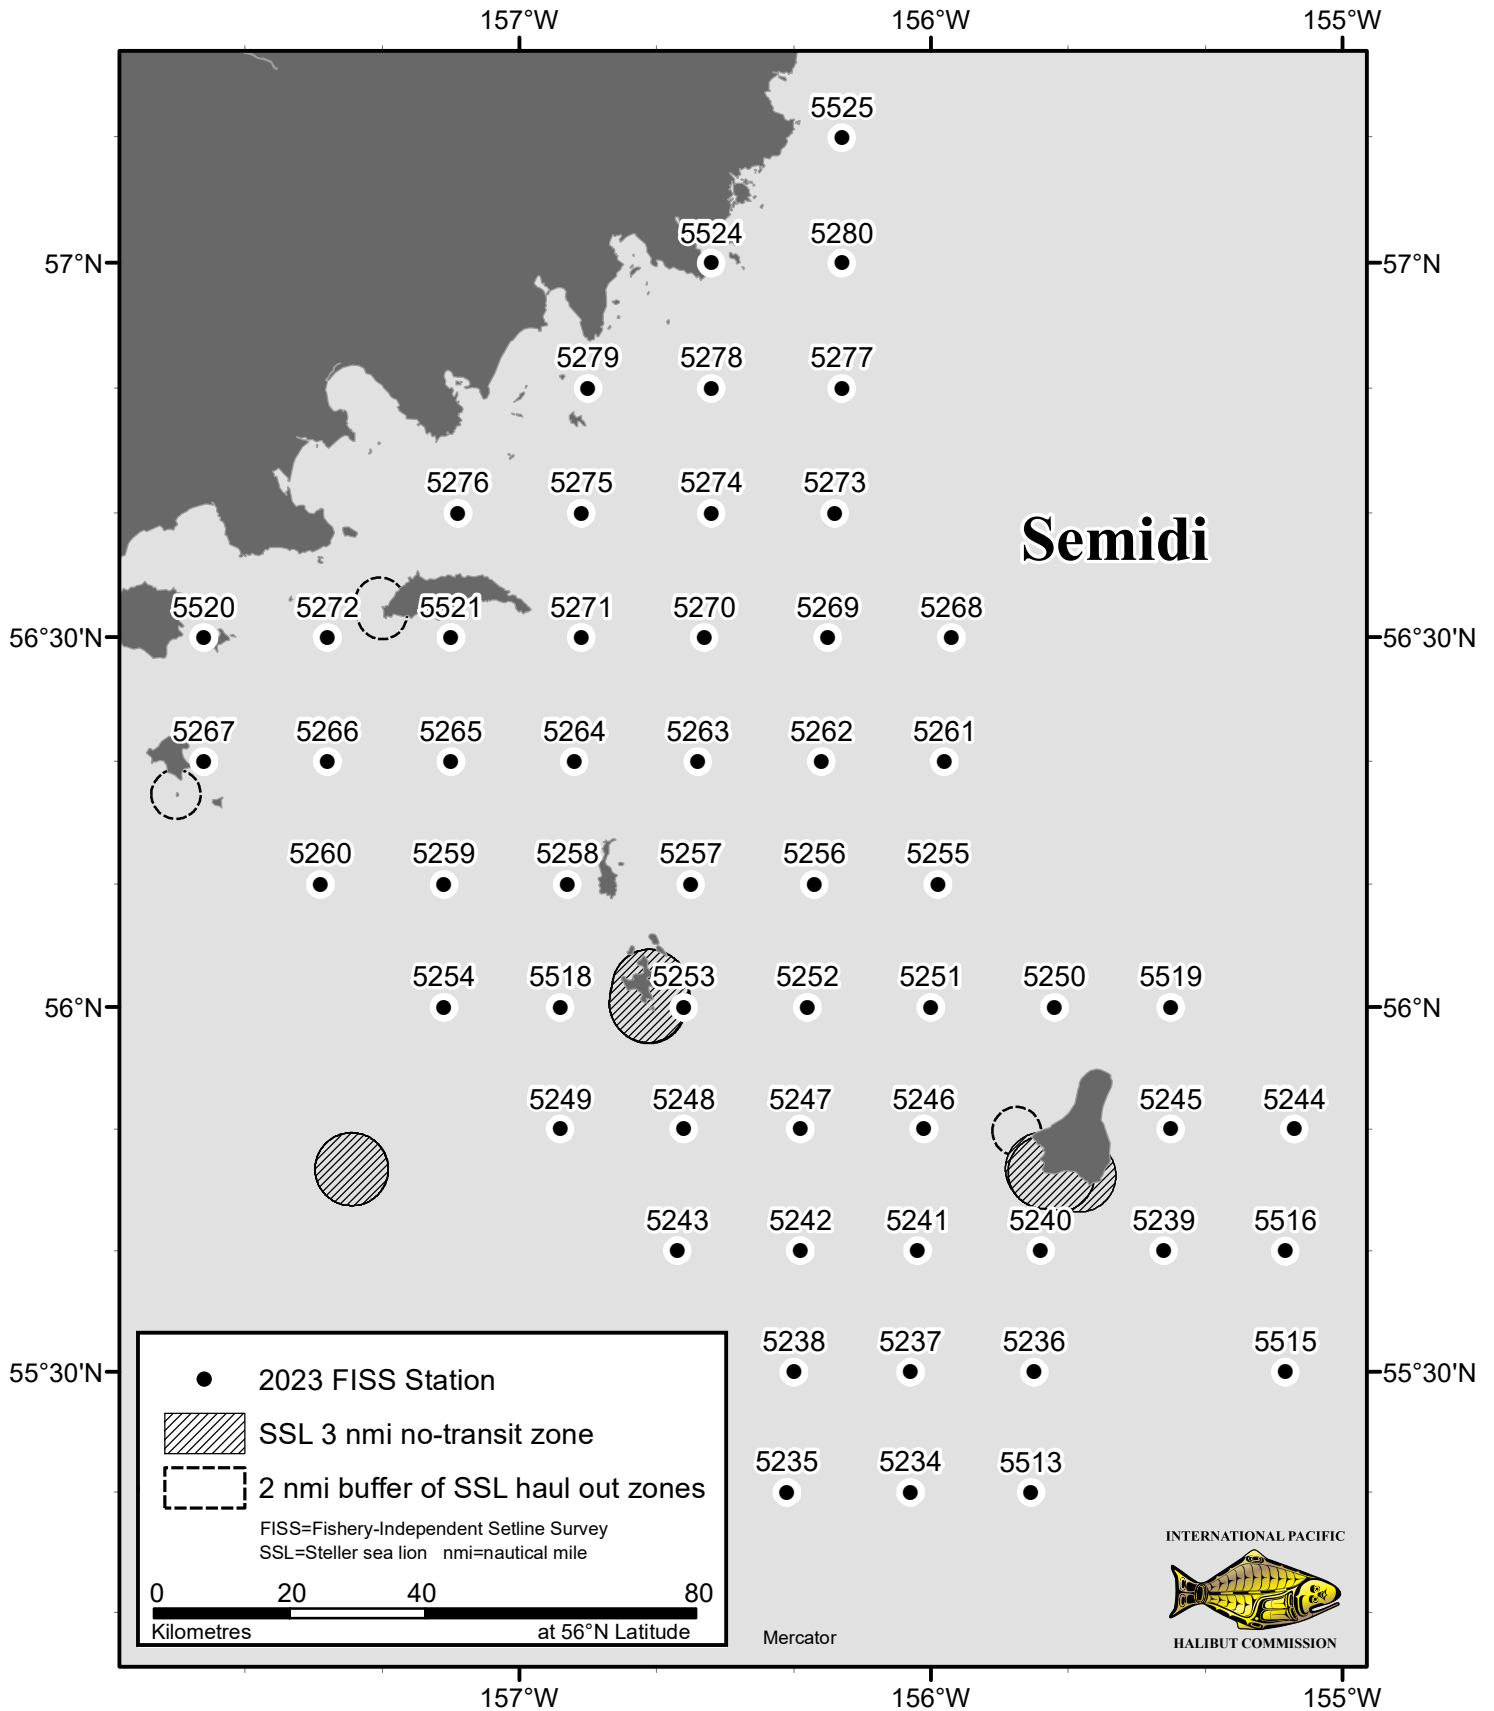 157°W 156°W 155°W
5525
5524 5280
57°N 57°N
5279 5278 5277
5276 5275 5274 5273
Semidi
5520 5272 5521 5271 5270 5269 5268
56°30'N 56°30'N
5267 5266 5265 5264 5263 5262 5261
5260 5259 5258 5257 5256 5255
5254 5518 5253 5252 5251 5250 5519
56°N 56°N
5249 5248 5247 5246 5245 5244
5243 5242 5241 5240 5239 5516
5238 5237 5236 5515
55°30'N 55°30'N
2023 FISS Station
SSL 3 nmi no-transit zone
5235 5234 5513
2 nmi buffer of SSL haul out zones
FISS=Fishery-Independent Setline Survey
SSL=Steller sea lion nmi=nautical mile
0 20 40 80
Kilometres at 56°N Latitude
Mercator
INTERNATIONAL PACIFIC
HALIBUT COMMISSION
157°W 156°W 155°W